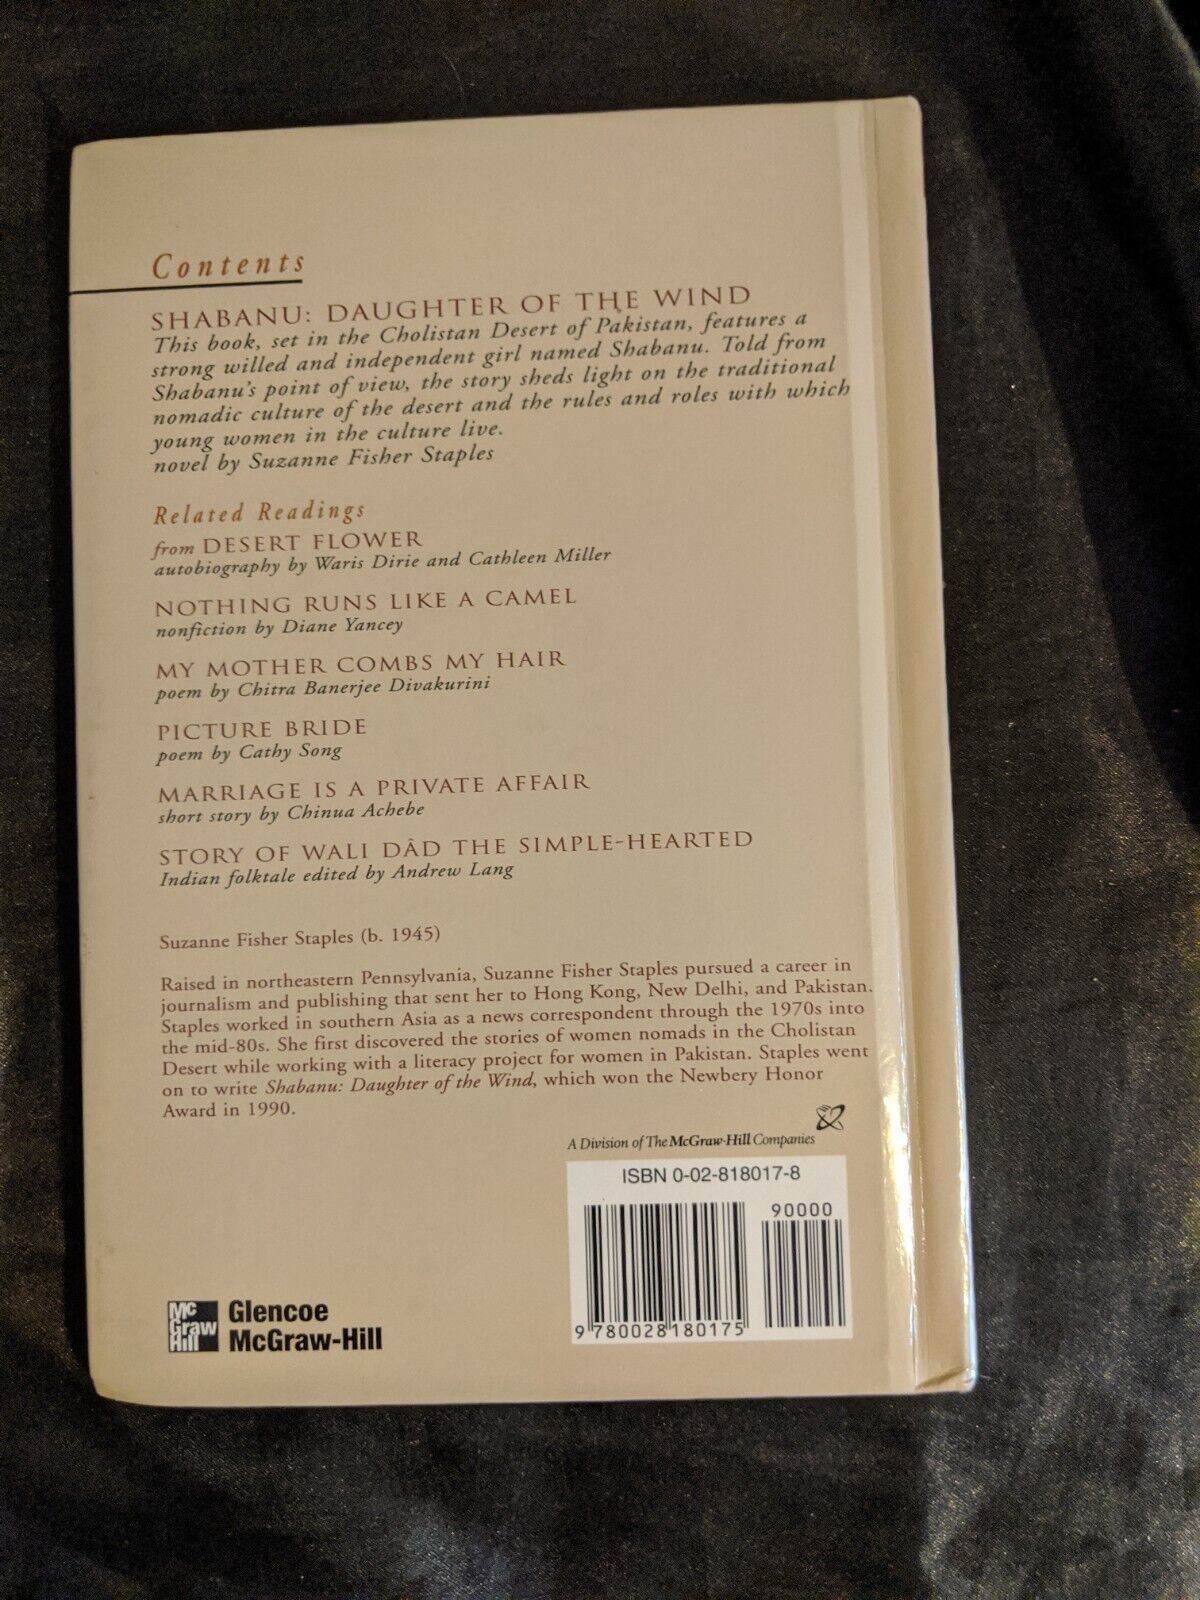 Contents
SHABANU: DAUGHTER OF THE WIND
This book, set in the Cholistan Desert of Pakistan, features a
strong willed and independent girl named Shabanu. Told from
Shabanu's point of view, the story sheds light on the traditional
nomadic culture of the desert and the rules and roles with which
young women in the culture live.
novel by Suzanne Fisher Staples
Related Readings
from DESERT FLOWER
autobiography by Waris Dirie and Cathleen Miller
NOTHING RUNS LIKE A CAMEL
nonfiction by Diane Yancey
MY MOTHER COMBS MY HAIR
poem by Chitra Banerjee Divakurini
PICTURE BRIDE
poem by Cathy Song
MARRIAGE IS A PRIVATE AFFAIR
short story by Chinua Achebe
STORY OF WALI DÂD THE SIMPLE-HEARTED
Indian folktale edited by Andrew Lang
Suzanne Fisher Staples (b. 1945)
Raised in northeastern Pennsylvania, Suzanne Fisher Staples pursued a career in
journalism and publishing that sent her to Hong Kong, New Delhi, and Pakistan.
Staples worked in southern Asia as a news correspondent through the 1970s into
the mid-80s. She first discovered the stories of women nomads in the Cholistan
Desert while working with a literacy project for women in Pakistan. Staples went
on to write Shabanu: Daughter of the Wind, which won the Newbery Honor
Award in 1990.
A Division of The McGraw-Hill Companies
ISBN 0-02-818017-8
90000
9 780028 180175
Mc
Graw
Hill
Glencoe
McGraw-Hill